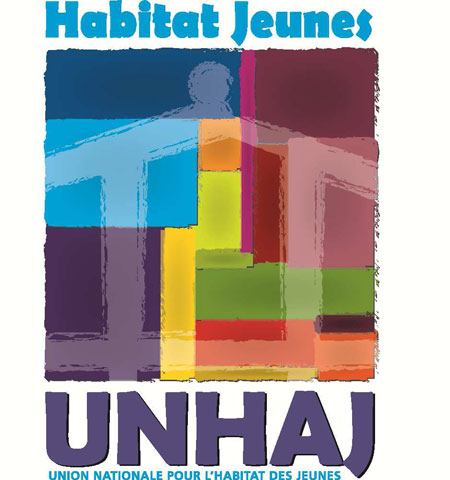 Habitat Jeunes
UNHAJ
UNION NATIONALE POUR L'HABITAT DES JEUNES